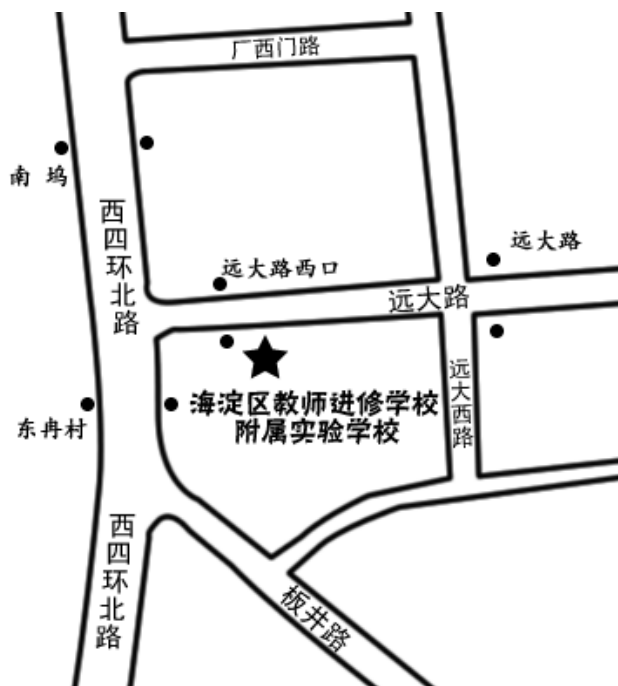 厂西门路
南坞
西四环北路
远大路
远大路西口
远大路
远大西路
海淀区教师进修学校
附属实验学校
东冉村
西四环北路
板井路